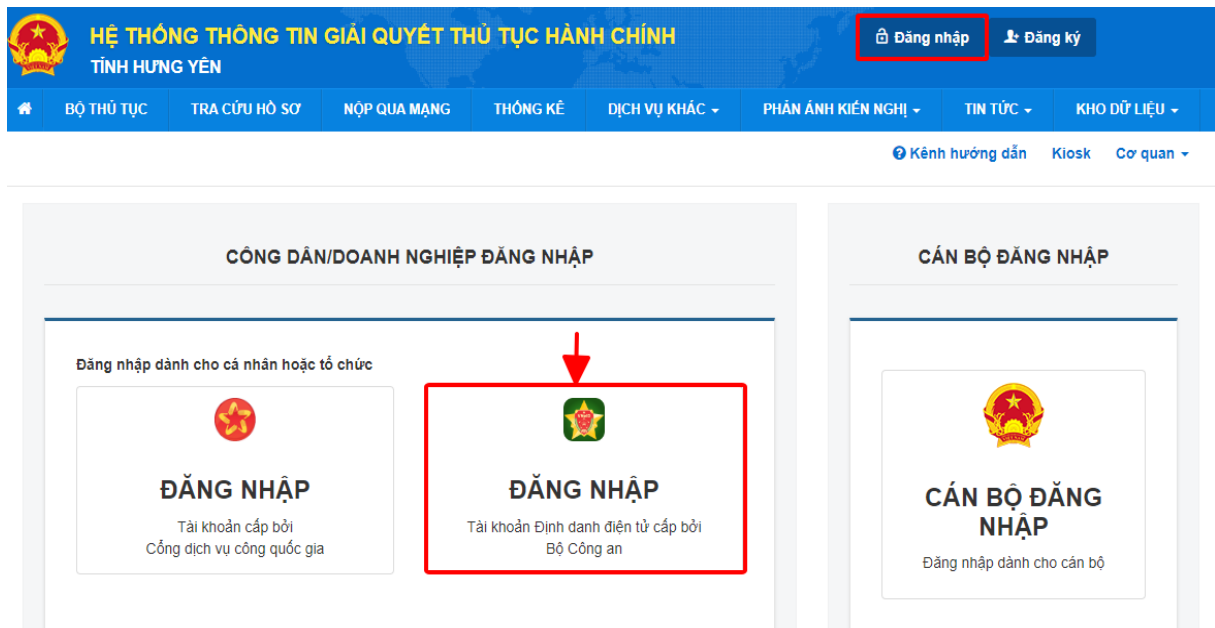 HỆ THỐNG THÔNG TIN GIẢI QUYẾT THỦ TỤC HÀNH CHÍNH
TỈNH HƯNG YÊN
Đăng nhập
Đăng ký
BỘ THỦ TỤC
TRA CỨU HỒ SƠ
NỘP QUA MẠNG
THỐNG KÊ
DỊCH VỤ KHÁC
PHẢN ÁNH KIẾN NGHỊ
TIN TỨC
KHO DỮ LIỆU
Kênh hướng dẫn
Kiosk
Cơ quan
CÔNG DÂN/DOANH NGHIỆP ĐĂNG NHẬP
Đăng nhập dành cho cá nhân hoặc tổ chức
ĐĂNG NHẬP
Tài khoản cấp bởi
Cổng dịch vụ công quốc gia
ĐĂNG NHẬP
Tài khoản Định danh điện tử cấp bởi
Bộ Công an
CÁN BỘ ĐĂNG NHẬP
CÁN BỘ ĐĂNG
NHẬP
Đăng nhập dành cho cán bộ